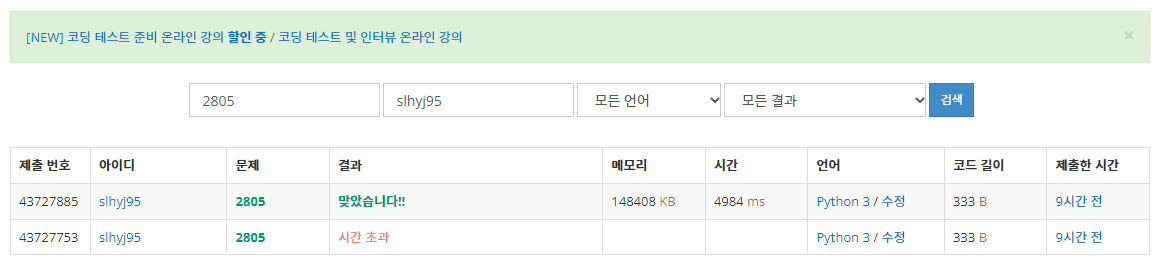 [NEW] 코딩 테스트 준비 온라인 강의 할인 중 / 코딩 테스트 및 인터뷰 온라인 강의 ×
2805 slhyj95 모든 언어 모든 결과 검색
제출 번호 아이디 문제 결과 메모리 시간 언어 코드 길이 제출한 시간
43727885 slhyj95 2805 맞았습니다!! 148408 KB 4984 ms Python 3 / 수정 333 B 9시간 전
43727753 slhyj95 2805 시간 초과 Python 3 / 수정 333 B 9시간 전